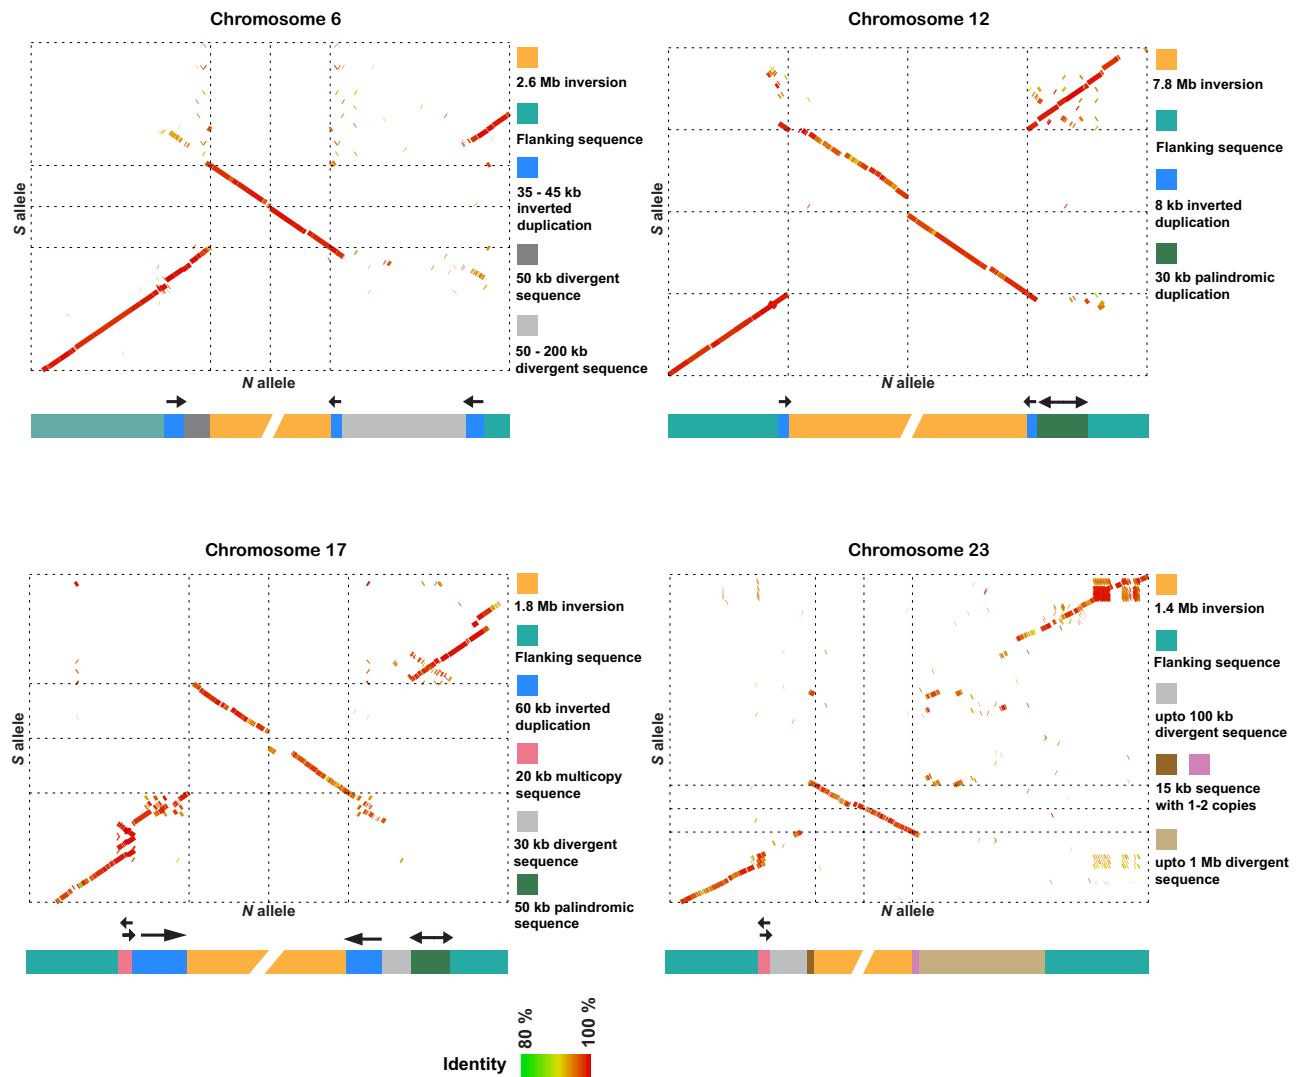 Chromosome 6
S allele
N allele
2.6 Mb inversion
Flanking sequence
35 - 45 kb
inverted
duplication
50 kb divergent
sequence
50 - 200 kb
divergent sequence
Chromosome 12
S allele
N allele
7.8 Mb inversion
Flanking sequence
8 kb inverted
duplication
30 kb palindromic
duplication
Chromosome 17
S allele
N allele
1.8 Mb inversion
Flanking sequence
60 kb inverted
duplication
20 kb multicopy
sequence
30 kb divergent
sequence
50 kb palindromic
sequence
Chromosome 23
S allele
N allele
1.4 Mb inversion
Flanking sequence
upto 100 kb
divergent sequence
15 kb sequence
with 1-2 copies
upto 1 Mb divergent
sequence
Identity
80 %
100 %